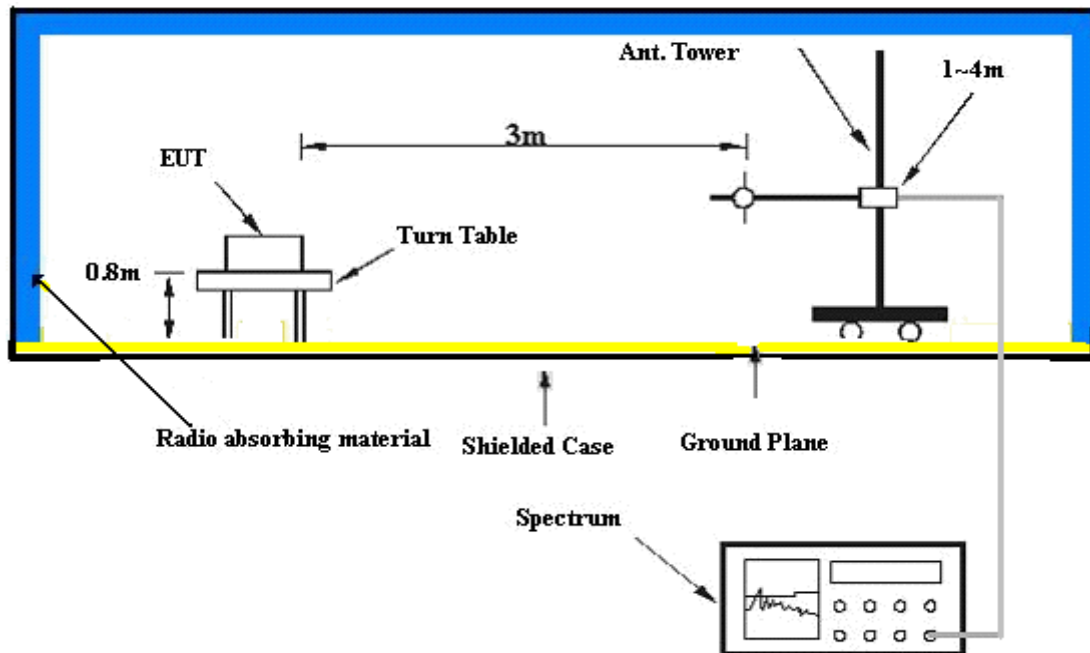 Ant. Tower
1~4m
3m
EUT
Turn Table
0.8m
Radio absorbing material
Shielded Case
Ground Plane
Spectrum